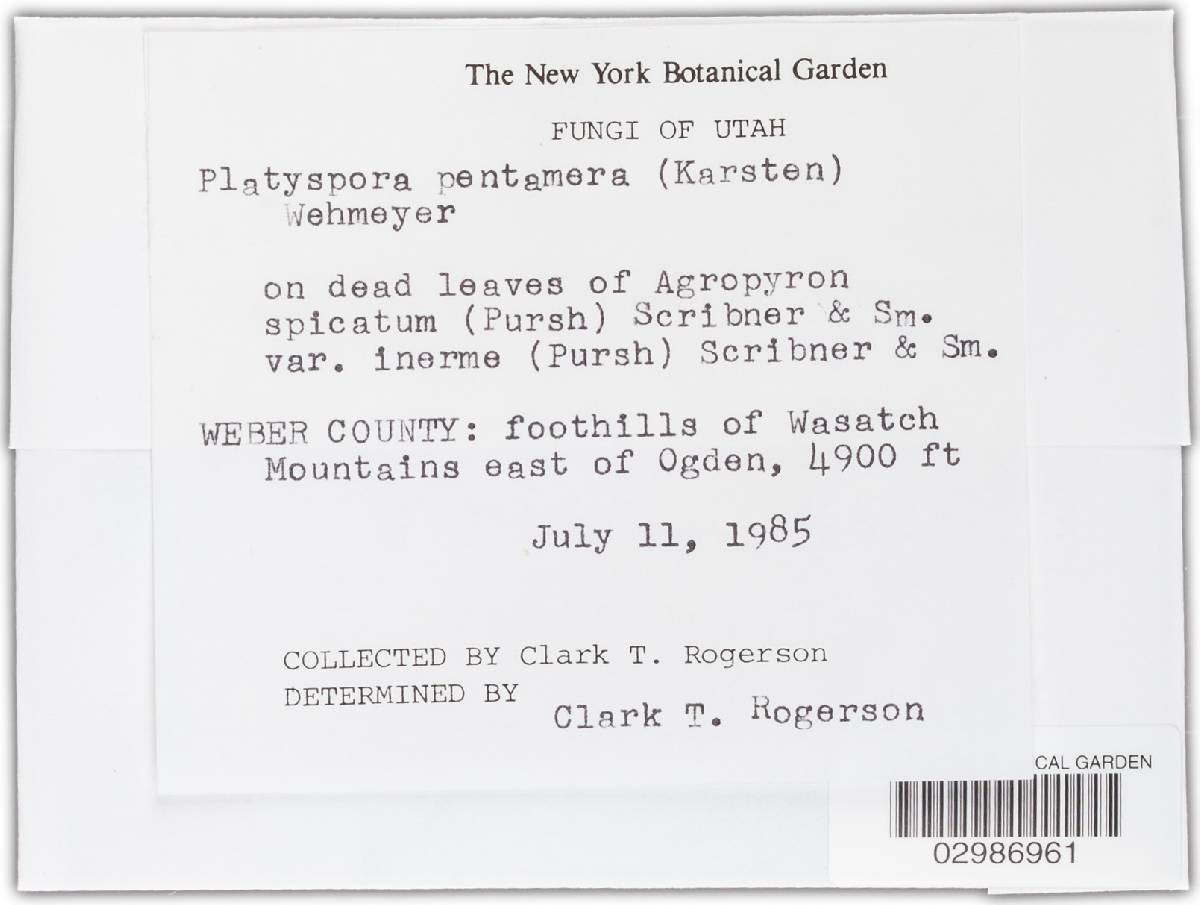 The New York Botanical Garden
FUNGI OF UTAH
Platyspora pentamera (Karsten)
Wehmeyer
on dead leaves of Agropyron
spicatum (Pursh) Scribner & Sm.
var. inerme (Pursh) Scribner & Sm.
WEBER COUNTY: foothills of Wasatch
Mountains east of Ogden, 4900 ft
July 11, 1985
COLLECTED BY Clark T. Rogerson
DETERMINED BY
Clark T. Rogerson
CAL GARDEN
02986961